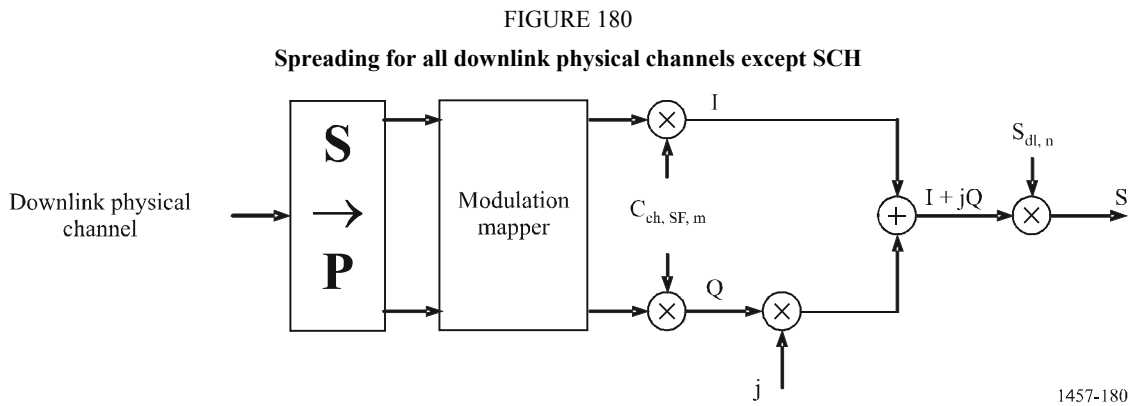 FIGURE 180
Spreading for all downlink physical channels except SCH
Downlink physical
channel
S
→
P
Modulation
mapper
I
C_ch, SF, m
Q
j
I + jQ
S_dl, n
S
1457-180